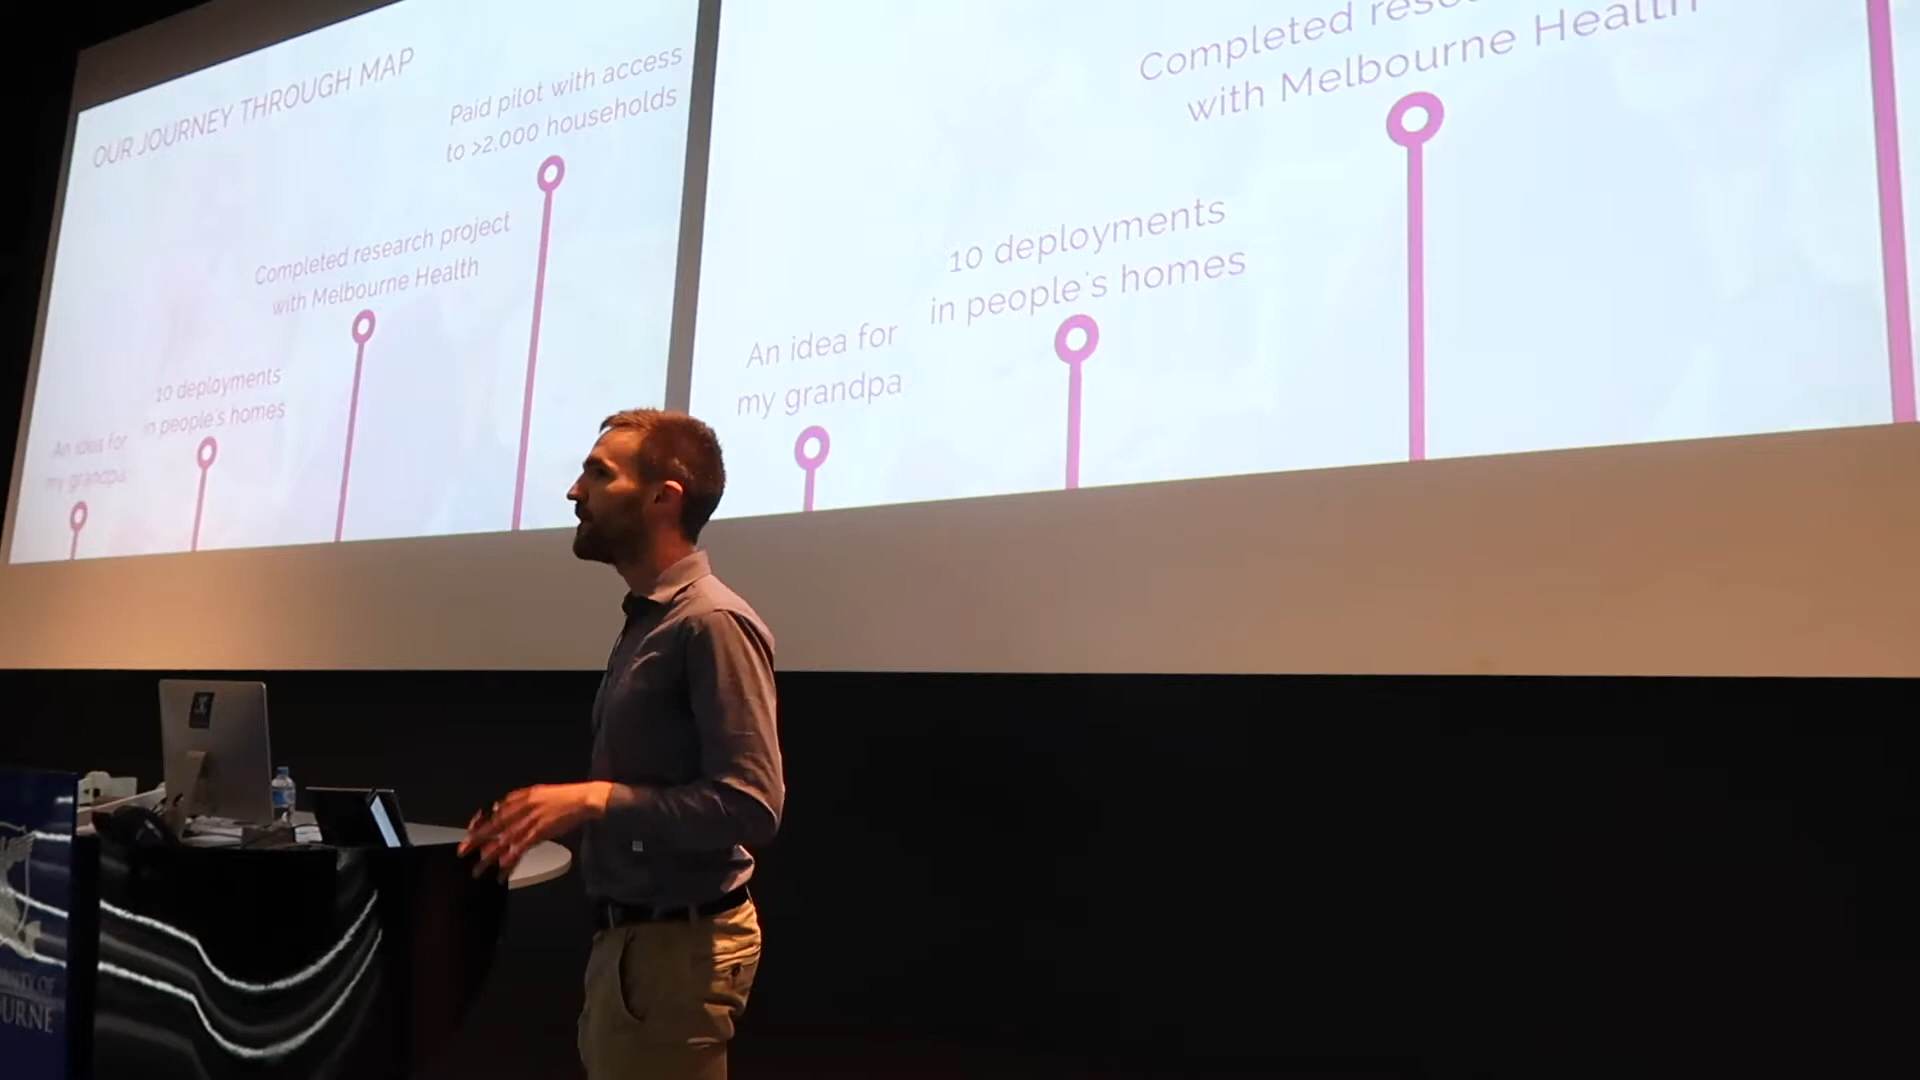 OUR JOURNEY THROUGH MAP
Paid pilot with access
to >2,000 households
Completed research project
with Melbourne Health
10 deployments
in people's homes
An idea for
my grandpa
Completed
with Melbourne Health
10 deployments
in people's homes
An idea for
my grandpa
OF